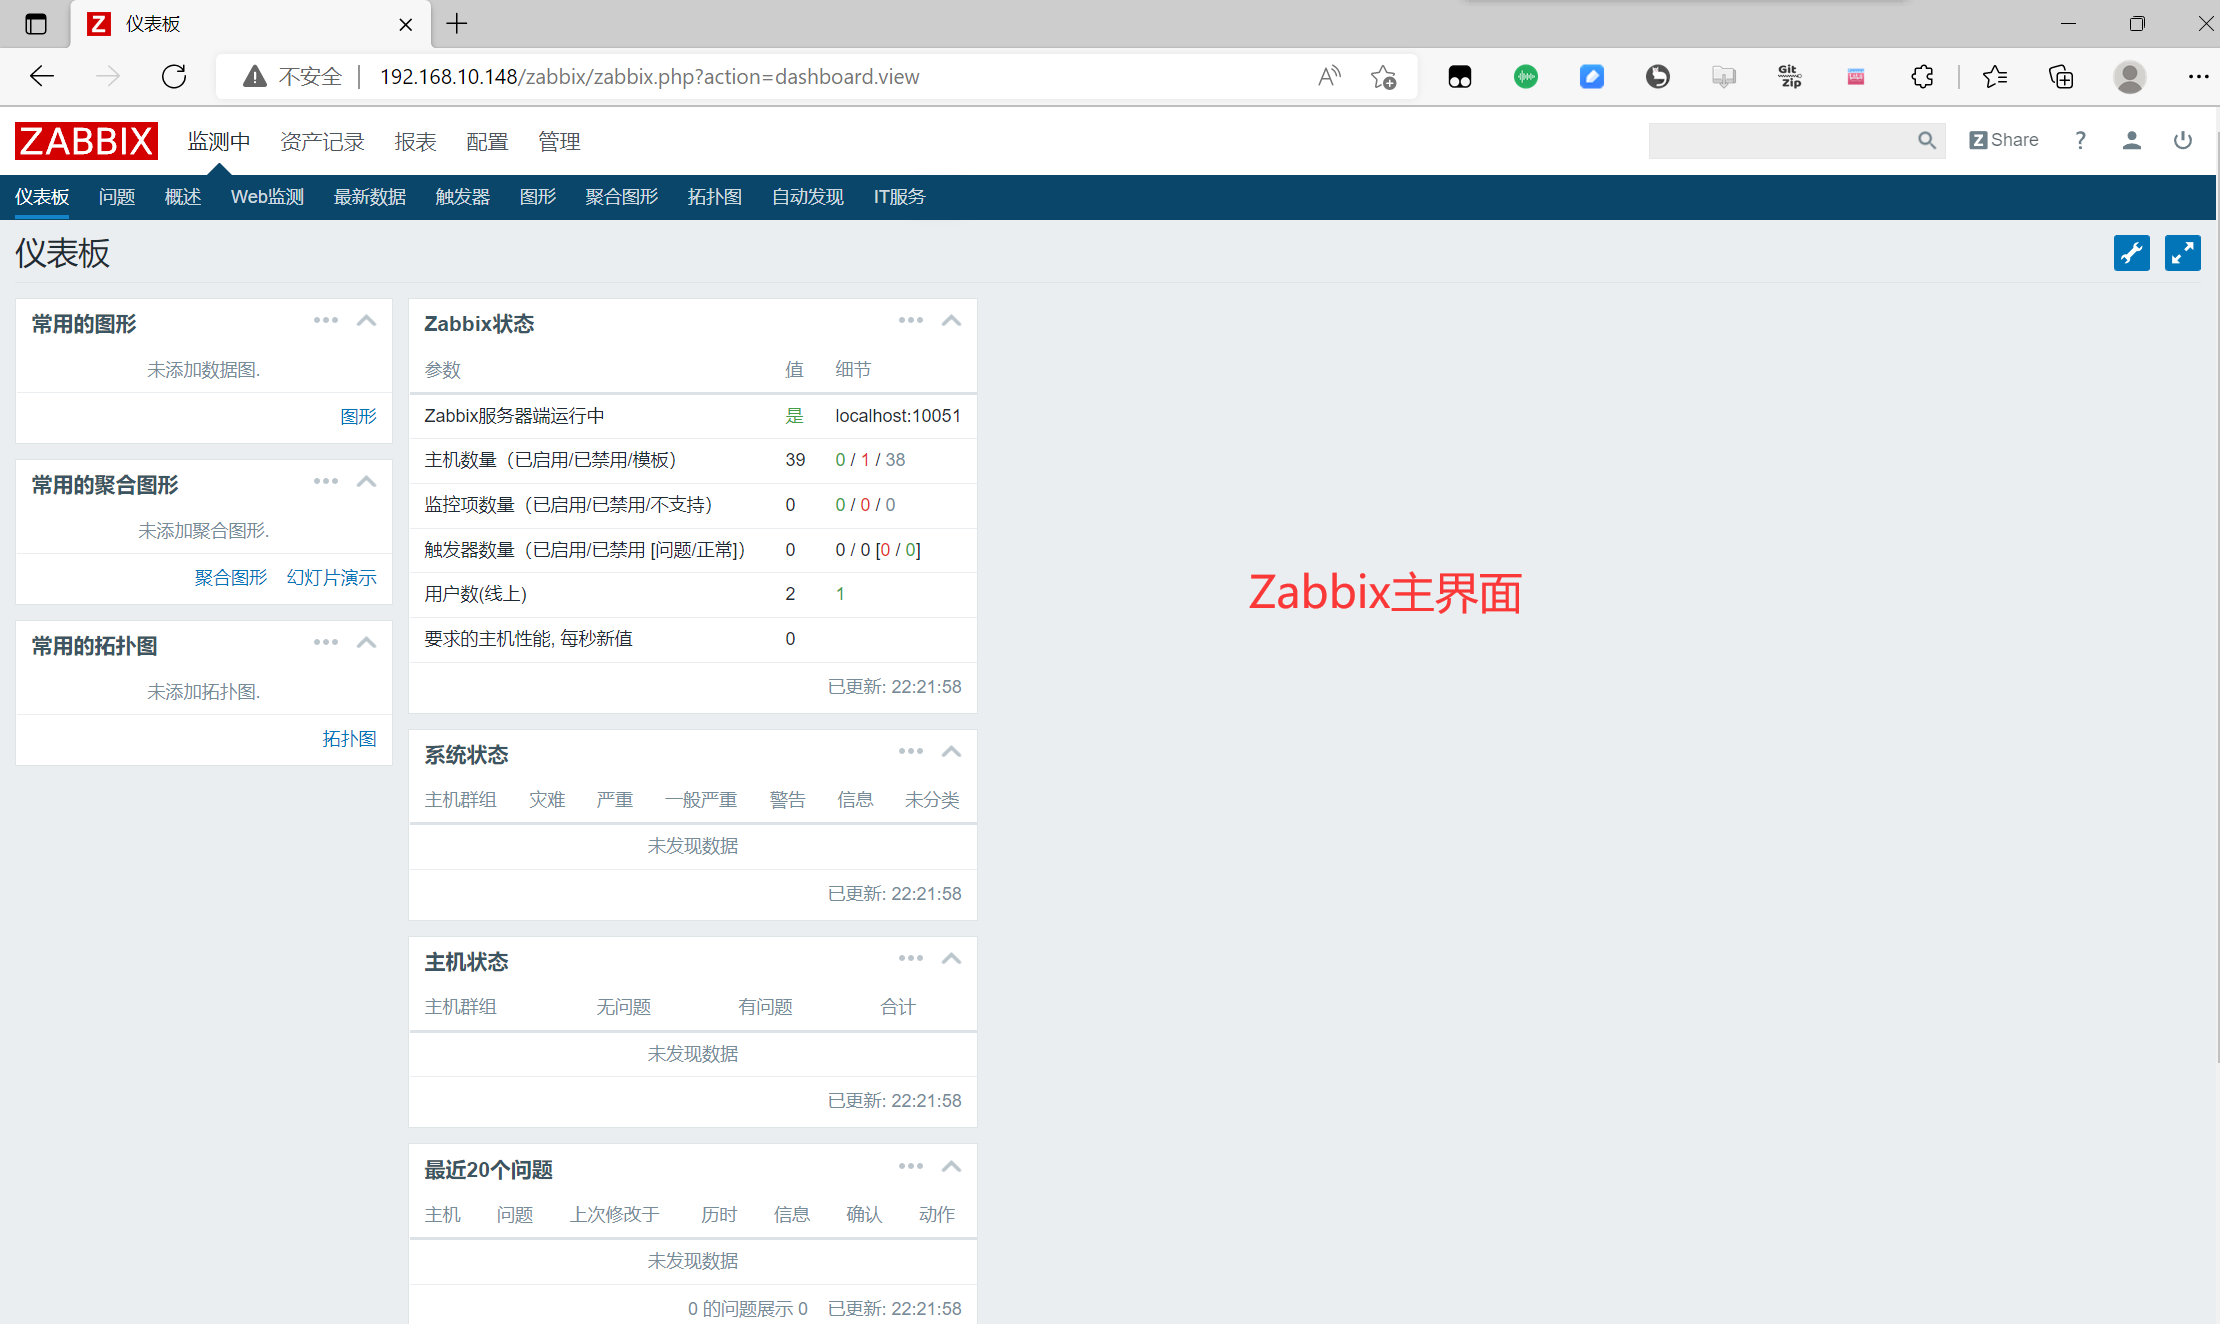 仪表板
不安全 192.168.10.148/zabbix/zabbix.php?action=dashboard.view
Git
Zip
ZABBIX 监测中 资产记录 报表 配置 管理 Z Share ?
仪表板 问题 概述 Web监测 最新数据 触发器 图形 聚合图形 拓扑图 自动发现 IT服务
仪表板
常用的图形
未添加数据图.
图形
常用的聚合图形
未添加聚合图形.
聚合图形 幻灯片演示
常用的拓扑图
未添加拓扑图.
拓扑图
Zabbix状态
参数 值 细节
Zabbix服务器端运行中 是 localhost:10051
主机数量（已启用/已禁用/模板） 39 0 / 1 / 38
监控项数量（已启用/已禁用/不支持） 0 0 / 0 / 0
触发器数量（已启用/已禁用 [问题/正常]） 0 0 / 0 [0 / 0]
用户数(线上) 2 1
要求的主机性能, 每秒新值 0
已更新: 22:21:58
系统状态
主机群组 灾难 严重 一般严重 警告 信息 未分类
未发现数据
已更新: 22:21:58
主机状态
主机群组 无问题 有问题 合计
未发现数据
已更新: 22:21:58
最近20个问题
主机 问题 上次修改于 历时 信息 确认 动作
未发现数据
0 的问题展示 0 已更新: 22:21:58
Zabbix主界面